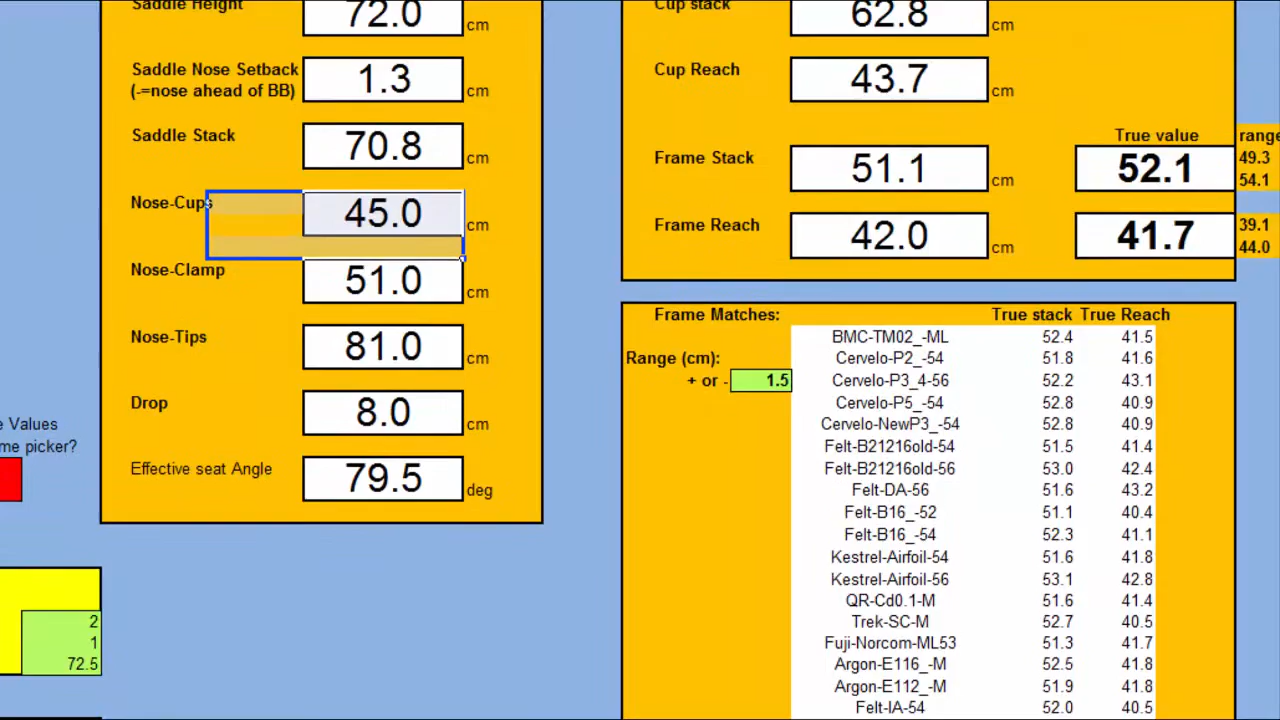 Saddle Height 72.0 cm
Saddle Nose Setback
(-=nose ahead of BB) 1.3 cm
Saddle Stack 70.8 cm
Nose-Cups 45.0 cm
Nose-Clamp 51.0 cm
Nose-Tips 81.0 cm
Drop 8.0 cm
Effective seat Angle 79.5 deg
e Values
me picker?
2
1
72.5
Cup stack 62.8 cm
Cup Reach 43.7 cm
True value range
Frame Stack 51.1 cm 52.1 49.3
54.1
Frame Reach 42.0 cm 41.7 39.1
44.0
Frame Matches: True stack True Reach
Range (cm):
+ or - 1.5
BMC-TM02_-ML 52.4 41.5
Cervelo-P2_-54 51.8 41.6
Cervelo-P3_4-56 52.2 43.1
Cervelo-P5_-54 52.8 40.9
Cervelo-NewP3_-54 52.8 40.9
Felt-B21216old-54 51.5 41.4
Felt-B21216old-56 53.0 42.4
Felt-DA-56 51.6 43.2
Felt-B16_-52 51.1 40.4
Felt-B16_-54 52.3 41.1
Kestrel-Airfoil-54 51.6 41.8
Kestrel-Airfoil-56 53.1 42.8
QR-Cd0.1-M 51.6 41.4
Trek-SC-M 52.7 40.5
Fuji-Norcom-ML53 51.3 41.7
Argon-E116_-M 52.5 41.8
Argon-E112_-M 51.9 41.8
Felt-IA-54 52.0 40.5